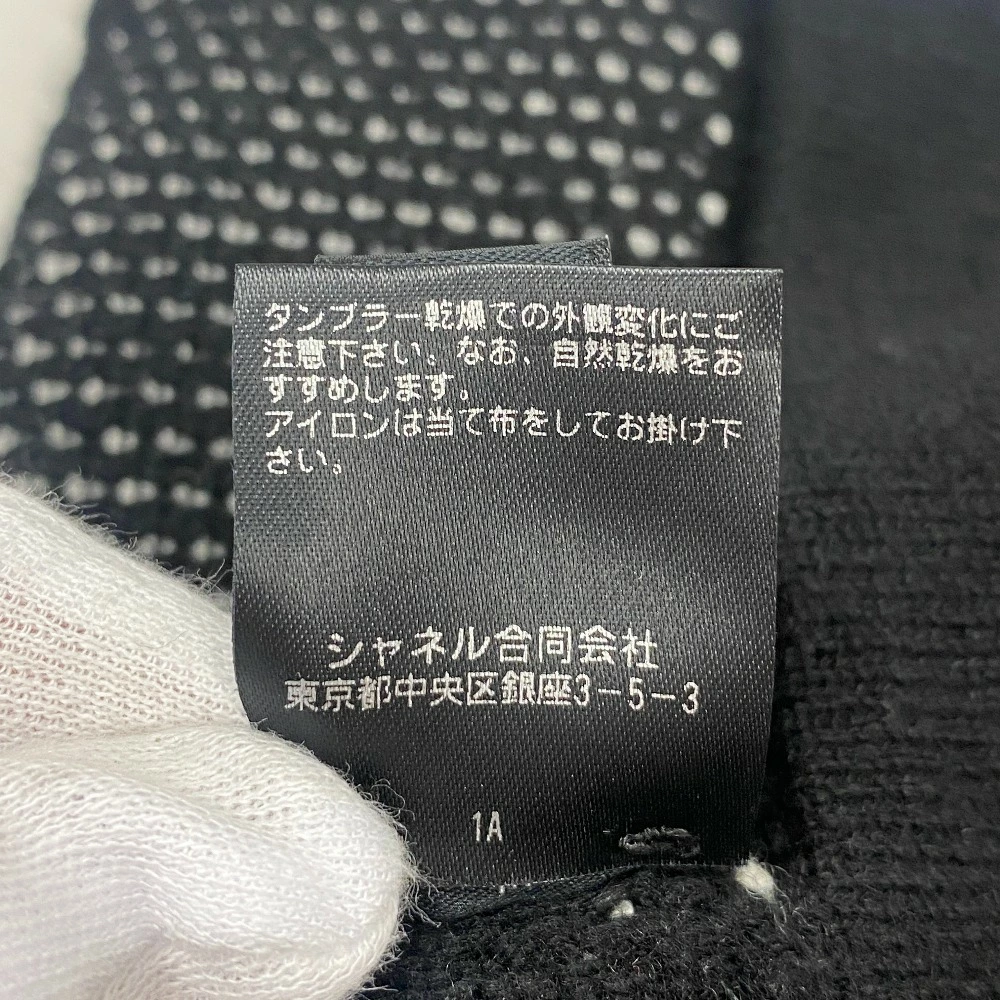 タンブラー乾燥での外観変化にご
注意下さい。なお、自然乾燥をお
すすめします。
アイロンは当て布をしてお掛け下
さい。
シャネル合同会社
東京都中央区銀座3-5-3
1A